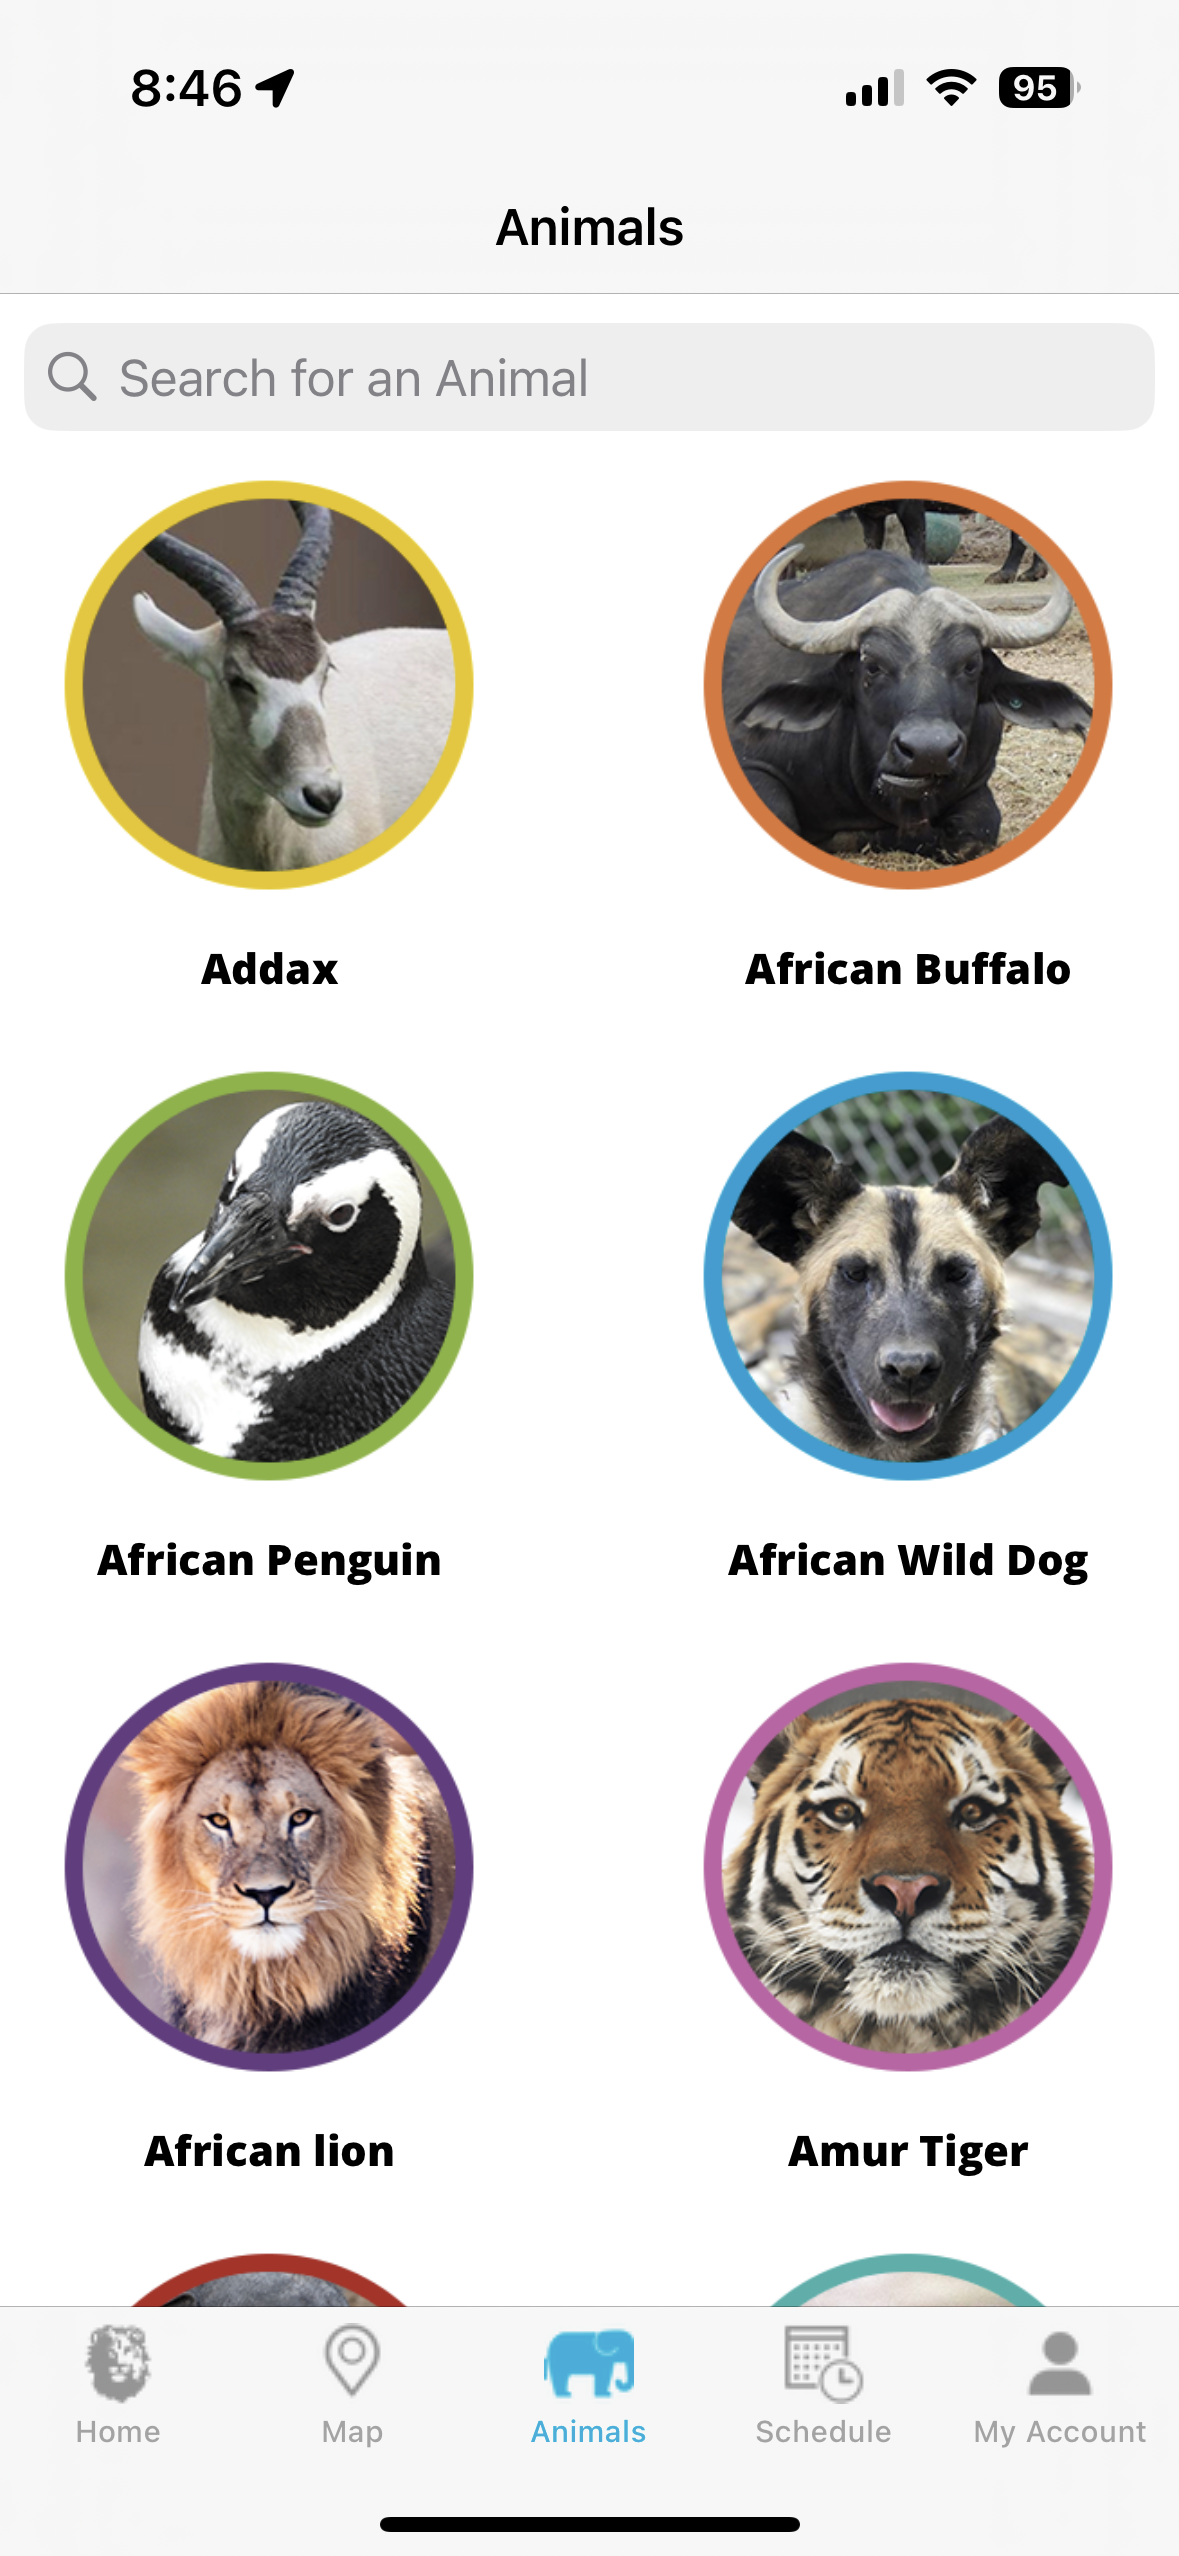 8:46
95
Animals
Search for an Animal
Addax
African Buffalo
African Penguin
African Wild Dog
African lion
Amur Tiger
Home
Map
Animals
Schedule
My Account